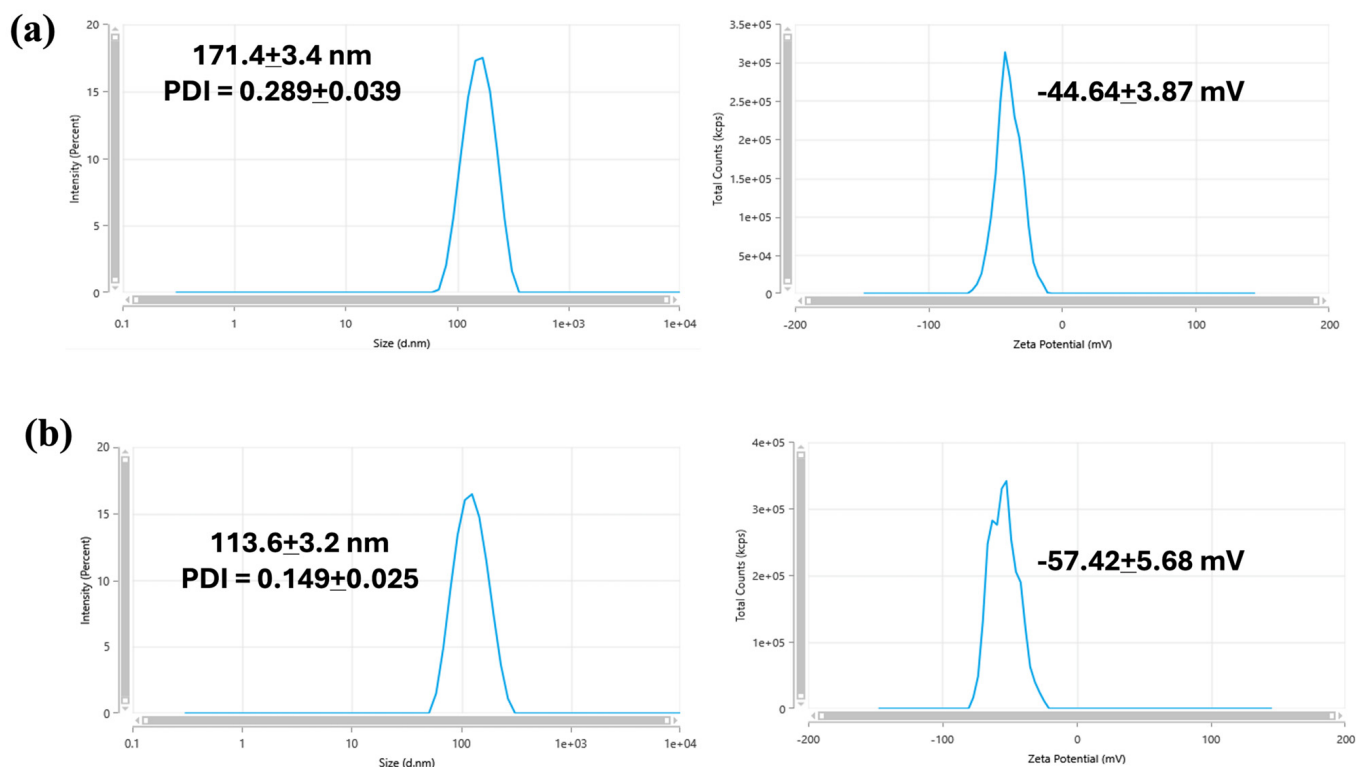 (a)
171.4±3.4 nm
PDI = 0.289±0.039
Intensity (Percent)
20
15
10
5
0
0.1 1 10 100 1e+03 1e+04
Size (d.nm)
-44.64±3.87 mV
Total Counts (kcps)
3.5e+05
3e+05
2.5e+05
2e+05
1.5e+05
1e+05
5e+04
0
-200 -100 0 100 200
Zeta Potential (mV)
(b)
113.6±3.2 nm
PDI = 0.149±0.025
Intensity (Percent)
20
15
10
5
0
0.1 1 10 100 1e+03 1e+04
Size (d.nm)
-57.42±5.68 mV
Total Counts (kcps)
4e+05
3e+05
2e+05
1e+05
0
-200 -100 0 100 200
Zeta Potential (mV)